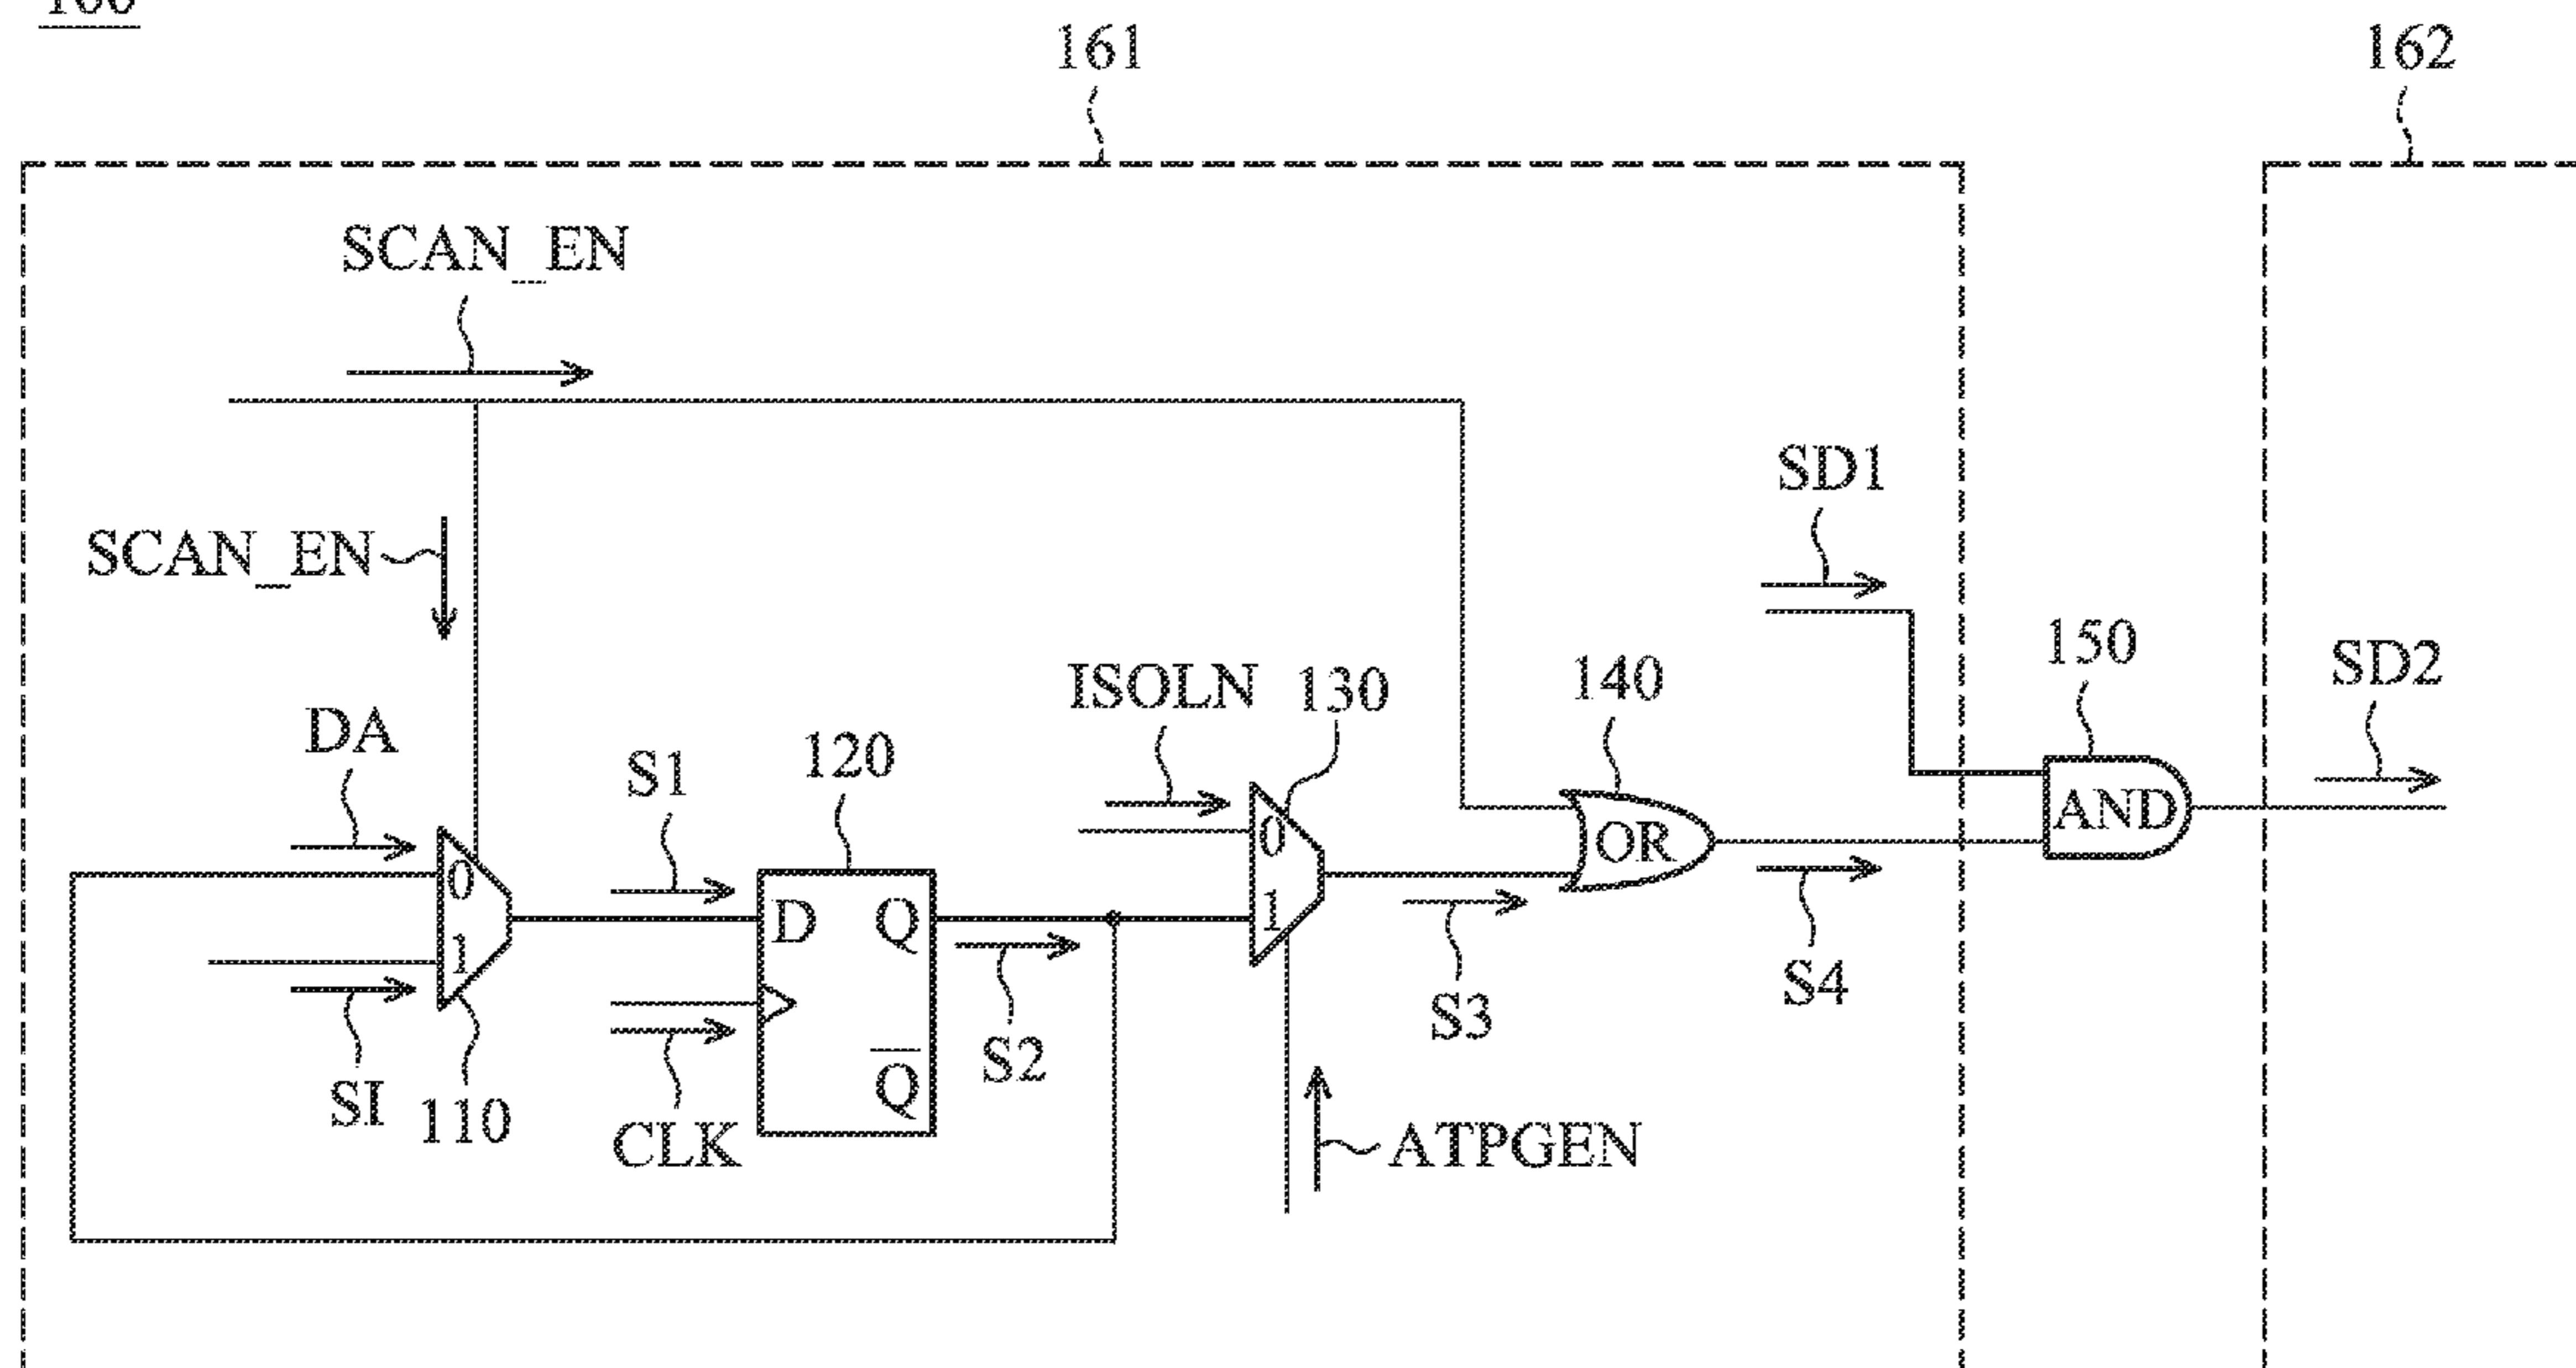 161
162
SCAN_EN
SD1
SCAN_EN
150
SD2
ISOLN
130
140
DA
S1
120
AND
0
OR
0
D
Q
1
1
S2
S3
S4
Q
SI
110
CLK
ATPGEN